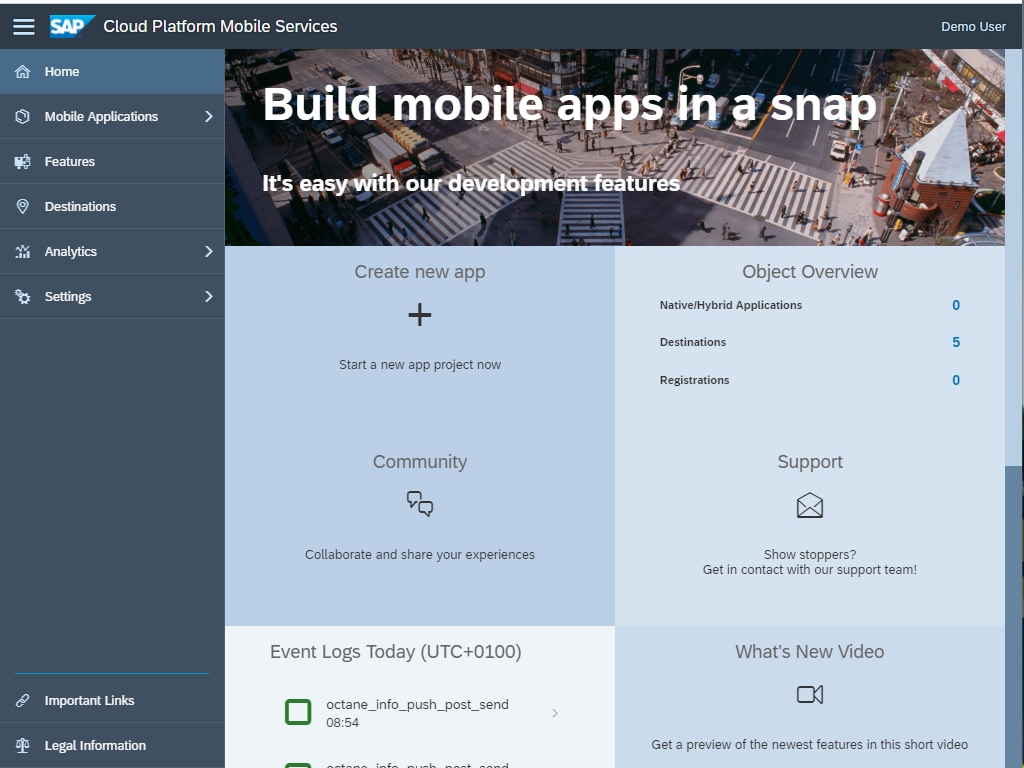 SAP Cloud Platform Mobile Services
Demo User
Home
Mobile Applications
Features
Destinations
Analytics
Settings
Important Links
Legal Information
Build mobile apps in a snap
It's easy with our development features
Create new app
Start a new app project now
Object Overview
Native/Hybrid Applications 0
Destinations 5
Registrations 0
Community
Collaborate and share your experiences
Support
Show stoppers?
Get in contact with our support team!
Event Logs Today (UTC+0100)
octane_info_push_post_send
08:54
octane_info_push_post_send
What's New Video
Get a preview of the newest features in this short video